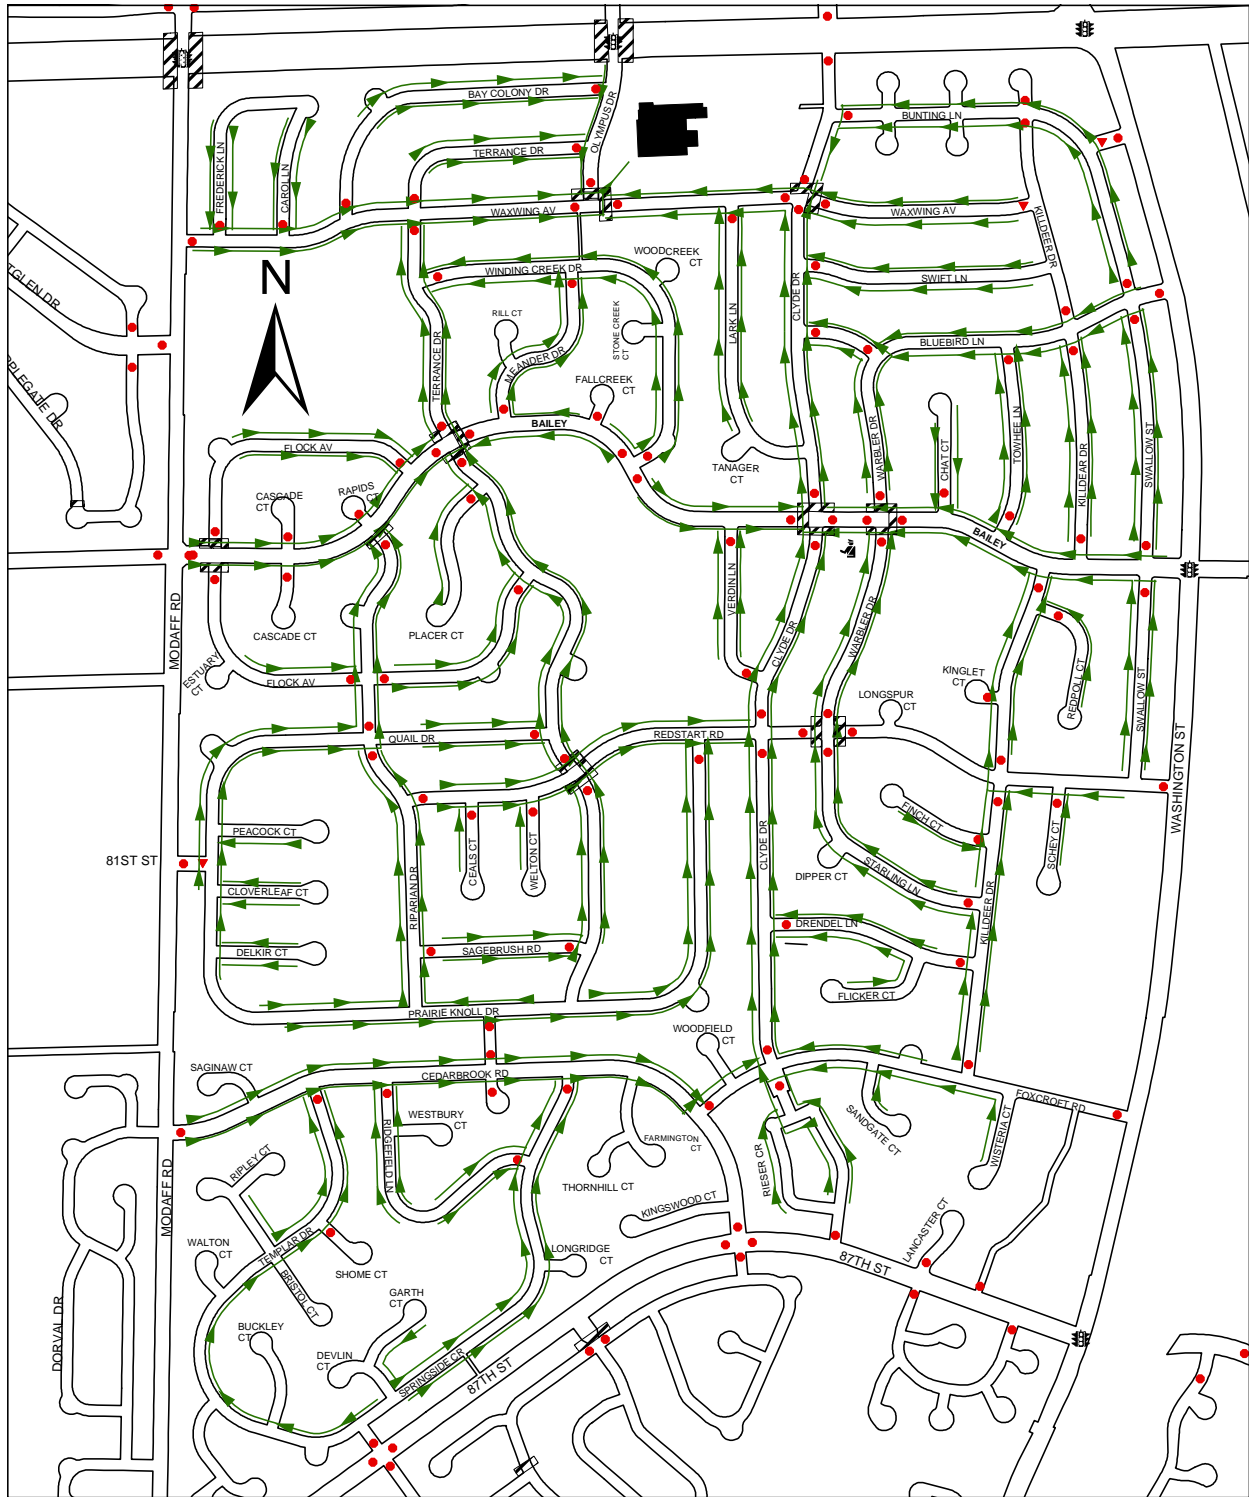 BAY COLONY DR
OLYMPUS DR
BUNTING LN
TERRANCE DR
FREDERICK LN
CAROL LN
WAXWING AV
WAXWING AV
KILLDEER DR
WOODCREEK
CT
WINDING CREEK DR
N
TGLEN DR
SWIFT LN
CLYDE DR
LARK LN
RILL CT
STONE CREEK
CT
BLUEBIRD LN
MEANDER DR
TERRANCE DR
PPLEGATE DR
FALLCREEK
CT
BAILEY
FLOCK AV
WARBLER DR
CHAT CT
TOWHEE LN
KILLDEAR DR
SWALLOW ST
TANAGER
CT
CASCADE
CT
RAPIDS
CT
BAILEY
VERDIN LN
MODAFF RD
CASCADE CT
PLACER CT
CLYDE DR
WARBLER DR
ESTUARY
CT
FLOCK AV
KINGLET
CT
REDPOLL CT
SWALLOW ST
LONGSPUR
CT
QUAIL DR
REDSTART RD
WASHINGTON ST
PEACOCK CT
FINCH CT
81ST ST
CEALS CT
WELTON CT
CLYDE DR
SCHEY CT
DIPPER CT
STARLING LN
CLOVERLEAF CT
RIPARIAN DR
KILLDEER DR
DRENDEL LN
DELKIR CT
SAGEBRUSH RD
FLICKER CT
PRAIRIE KNOLL DR
WOODFIELD
CT
SAGINAW CT
CEDARBROOK RD
FOXCROFT RD
WESTBURY
CT
RIDGEFIELD LN
SANDGATE CT
WISTERIA CT
FARMINGTON
CT
RIPLEY CT
RIESER CR
MODAFF RD
THORNHILL CT
KINGSWOOD CT
WALTON
CT
TEMPLAR DR
LANCASTER CT
LONGRIDGE
CT
87TH ST
SHOME CT
BRISTOL CT
GARTH
CT
DORVAL DR
BUCKLEY
CT
DEVLIN
CT
SPRINGSIDE CR
87TH ST